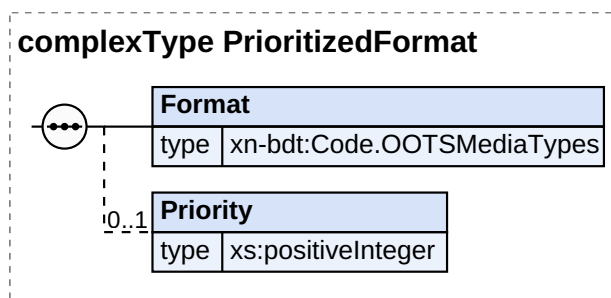 complexType PrioritizedFormat
Format
type xn-bdt:Code.OOTSMediaTypes
0..1
Priority
type xs:positiveInteger